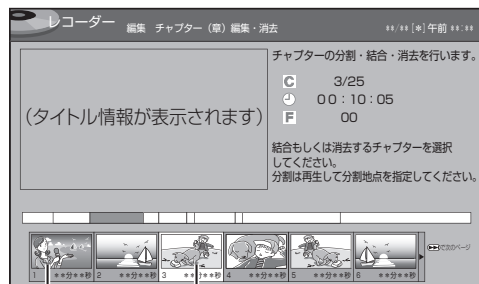 レコーダー 編集 チャプター（章）編集・消去 **/**[*]午前**:**
（タイトル情報が表示されます）
チャプターの分割・結合・消去を行います。
C 3/25
00：10：05
F 00
結合もしくは消去するチャプターを選択
してください。
分割は再生して分割地点を指定してください。
1 **分**秒 2 **分**秒 3 **分**秒 4 **分**秒 5 **分**秒 6 **分**秒
で次のページ